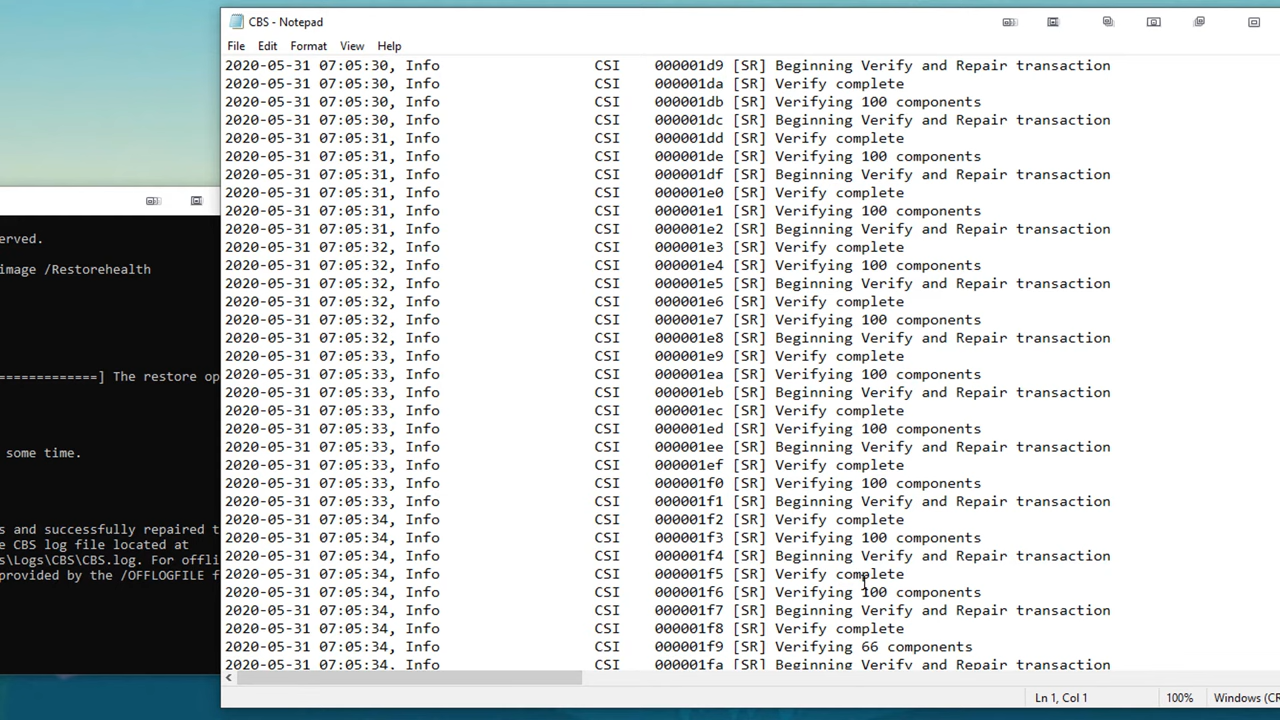 CBS - Notepad
File Edit Format View Help
2020-05-31 07:05:30, Info CSI 000001d9 [SR] Beginning Verify and Repair transaction
2020-05-31 07:05:30, Info CSI 000001da [SR] Verify complete
2020-05-31 07:05:30, Info CSI 000001db [SR] Verifying 100 components
2020-05-31 07:05:30, Info CSI 000001dc [SR] Beginning Verify and Repair transaction
2020-05-31 07:05:31, Info CSI 000001dd [SR] Verify complete
2020-05-31 07:05:31, Info CSI 000001de [SR] Verifying 100 components
2020-05-31 07:05:31, Info CSI 000001df [SR] Beginning Verify and Repair transaction
2020-05-31 07:05:31, Info CSI 000001e0 [SR] Verify complete
2020-05-31 07:05:31, Info CSI 000001e1 [SR] Verifying 100 components
2020-05-31 07:05:31, Info CSI 000001e2 [SR] Beginning Verify and Repair transaction
2020-05-31 07:05:32, Info CSI 000001e3 [SR] Verify complete
2020-05-31 07:05:32, Info CSI 000001e4 [SR] Verifying 100 components
2020-05-31 07:05:32, Info CSI 000001e5 [SR] Beginning Verify and Repair transaction
2020-05-31 07:05:32, Info CSI 000001e6 [SR] Verify complete
2020-05-31 07:05:32, Info CSI 000001e7 [SR] Verifying 100 components
2020-05-31 07:05:32, Info CSI 000001e8 [SR] Beginning Verify and Repair transaction
2020-05-31 07:05:33, Info CSI 000001e9 [SR] Verify complete
2020-05-31 07:05:33, Info CSI 000001ea [SR] Verifying 100 components
2020-05-31 07:05:33, Info CSI 000001eb [SR] Beginning Verify and Repair transaction
2020-05-31 07:05:33, Info CSI 000001ec [SR] Verify complete
2020-05-31 07:05:33, Info CSI 000001ed [SR] Verifying 100 components
2020-05-31 07:05:33, Info CSI 000001ee [SR] Beginning Verify and Repair transaction
2020-05-31 07:05:33, Info CSI 000001ef [SR] Verify complete
2020-05-31 07:05:33, Info CSI 000001f0 [SR] Verifying 100 components
2020-05-31 07:05:33, Info CSI 000001f1 [SR] Beginning Verify and Repair transaction
2020-05-31 07:05:34, Info CSI 000001f2 [SR] Verify complete
2020-05-31 07:05:34, Info CSI 000001f3 [SR] Verifying 100 components
2020-05-31 07:05:34, Info CSI 000001f4 [SR] Beginning Verify and Repair transaction
2020-05-31 07:05:34, Info CSI 000001f5 [SR] Verify complete
2020-05-31 07:05:34, Info CSI 000001f6 [SR] Verifying 100 components
2020-05-31 07:05:34, Info CSI 000001f7 [SR] Beginning Verify and Repair transaction
2020-05-31 07:05:34, Info CSI 000001f8 [SR] Verify complete
2020-05-31 07:05:34, Info CSI 000001f9 [SR] Verifying 66 components
2020-05-31 07:05:34, Info CSI 000001fa [SR] Beginning Verify and Repair transaction
Ln 1, Col 1 100% Windows (CR
erved.
image /Restorehealth
=============] The restore op
some time.
s and successfully repaired t
e CBS log file located at
s\Logs\CBS\CBS.log. For offli
provided by the /OFFLOGFILE f